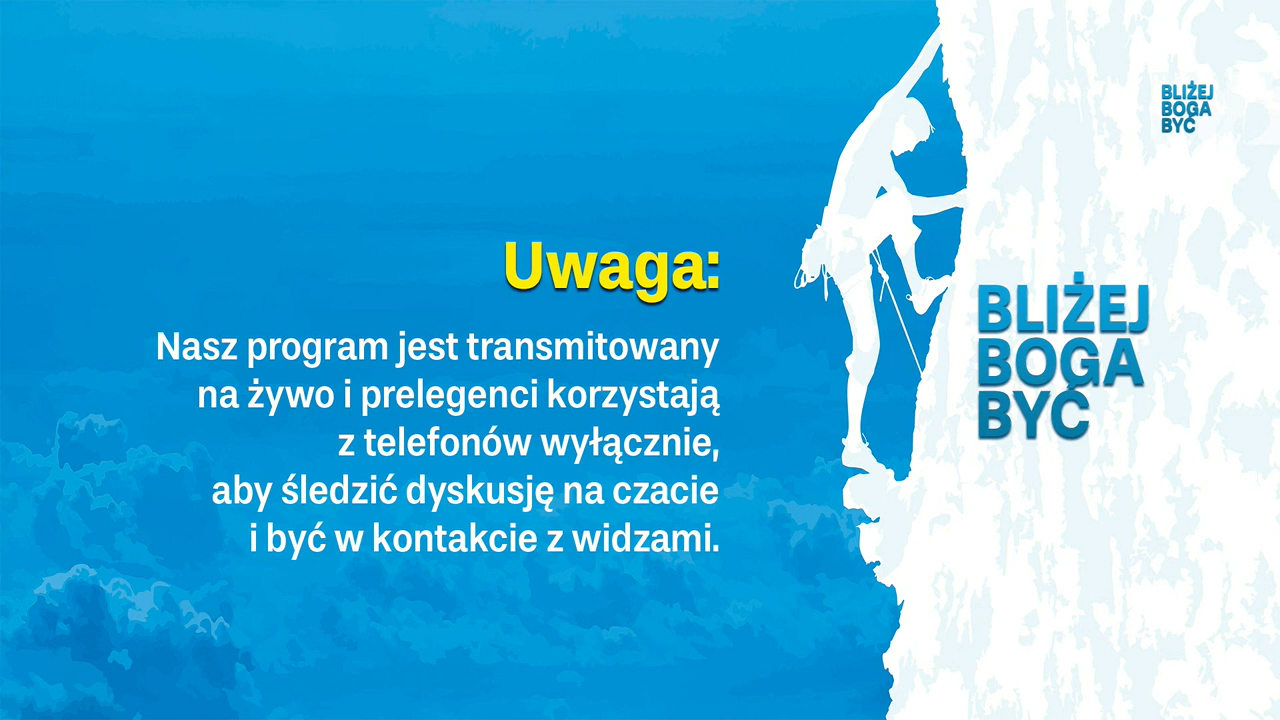 Uwaga:
Nasz program jest transmitowany
na żywo i prelegenci korzystają
z telefonów wyłącznie,
aby śledzić dyskusję na czacie
i być w kontakcie z widzami.
BLIŻEJ
BOGA
BYĆ
BLIŻEJ
BOGA
BYĆ